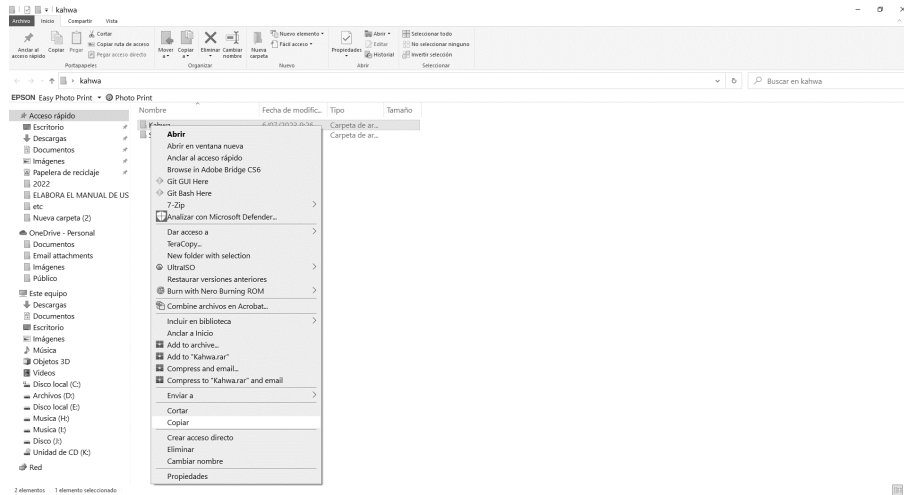 kahwa
Archivo Inicio Compartir Vista
Anclar al acceso rápido
Copiar
Pegar
Cortar
Copiar ruta de acceso
Pegar acceso directo
Portapapeles
Mover a
Copiar a
Eliminar
Cambiar nombre
Organizar
Nueva carpeta
Nuevo elemento
Fácil acceso
Nuevo
Propiedades
Abrir
Editar
Historial
Abrir
Seleccionar todo
No seleccionar ninguno
Invertir selección
Seleccionar
kahwa
Buscar en kahwa
EPSON Easy Photo Print Photo Print
Nombre Fecha de modific... Tipo Tamaño
Kahwa 6/07/2023 9:26 Carpeta de ar...
S Carpeta de ar...
Acceso rápido
Escritorio
Descargas
Documentos
Imágenes
Papelera de reciclaje
2022
ELABORA EL MANUAL DE US
etc
Nueva carpeta (2)
OneDrive - Personal
Documentos
Email attachments
Imágenes
Público
Este equipo
Descargas
Documentos
Escritorio
Imágenes
Música
Objetos 3D
Videos
Disco local (C:)
Archivos (D:)
Disco local (E:)
Musica (H:)
Musica (I:)
Disco (J:)
Unidad de CD (K:)
Red
Abrir
Abrir en ventana nueva
Anclar al acceso rápido
Browse in Adobe Bridge CS6
Git GUI Here
Git Bash Here
7-Zip
Analizar con Microsoft Defender...
Dar acceso a
TeraCopy...
New folder with selection
UltraISO
Restaurar versiones anteriores
Burn with Nero Burning ROM
Combine archivos en Acrobat...
Incluir en biblioteca
Anclar a Inicio
Add to archive...
Add to "Kahwa.rar"
Compress and email...
Compress to "Kahwa.rar" and email
Enviar a
Cortar
Copiar
Crear acceso directo
Eliminar
Cambiar nombre
Propiedades
2 elementos 1 elemento seleccionado